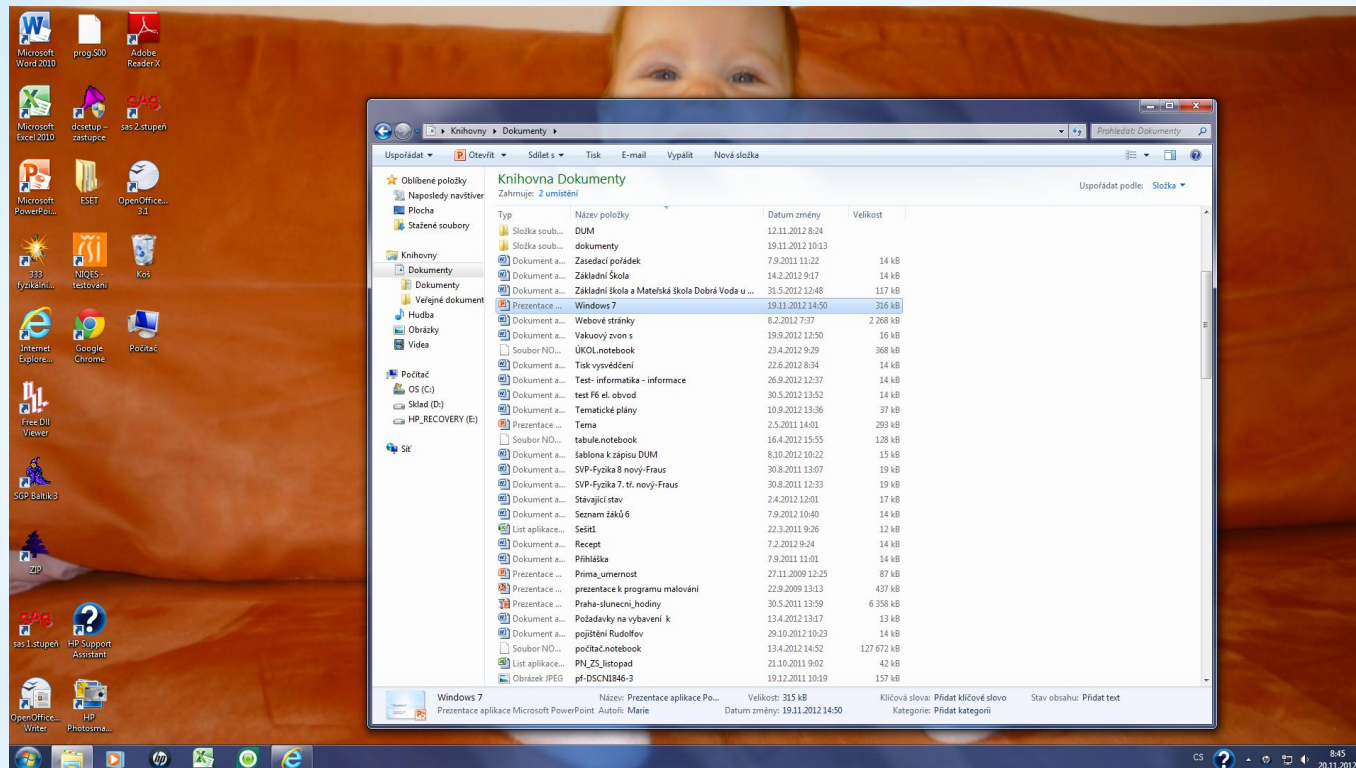 Microsoft Word 2010
prog.S00
Adobe Reader X
Microsoft Excel 2010
dcsetup – zástupce
sas 2.stupeň
Microsoft PowerPoi...
ESET
OpenOffice... 3.1
333 fyzikální...
NIQES - testování
Koš
Internet Explore...
Google Chrome
Počítač
Free Dll Viewer
SGP Baltík 3
ZIP
sas 1.stupeň
HP Support Assistant
OpenOffice... Writer
HP Photosma...
Knihovny Dokumenty
Prohledat: Dokumenty
Uspořádat Otevřít Sdílet s Tisk E-mail Vypálit Nová složka
Oblíbené položky
Naposledy navštíver
Plocha
Stažené soubory
Knihovny
Dokumenty
Dokumenty
Veřejné dokument
Hudba
Obrázky
Videa
Počítač
OS (C:)
Sklad (D:)
HP_RECOVERY (E:)
Síť
Knihovna Dokumenty
Zahrnuje: 2 umístění
Uspořádat podle: Složka
Typ Název položky Datum změny Velikost
Složka soub... DUM 12.11.2012 8:24
Složka soub... dokumenty 19.11.2012 10:13
Dokument a... Zasedací pořádek 7.9.2011 11:22 14 kB
Dokument a... Základní Škola 14.2.2012 9:17 14 kB
Dokument a... Základní škola a Mateřská škola Dobrá Voda u ... 31.5.2012 12:48 117 kB
Prezentace ... Windows 7 19.11.2012 14:50 316 kB
Dokument a... Webové stránky 8.2.2012 7:37 2 268 kB
Dokument a... Vakuový zvon s 19.9.2012 12:50 16 kB
Soubor NO... ÚKOL.notebook 23.4.2012 9:29 368 kB
Dokument a... Tisk vysvědčení 22.6.2012 8:34 14 kB
Dokument a... Test- informatika - informace 26.9.2012 12:37 14 kB
Dokument a... test F6 el. obvod 30.5.2012 13:52 14 kB
Dokument a... Tematické plány 10.9.2012 13:36 37 kB
Prezentace ... Tema 2.5.2011 14:01 293 kB
Soubor NO... tabule.notebook 16.4.2012 15:55 128 kB
Dokument a... šablona k zápisu DUM 8.10.2012 10:22 15 kB
Dokument a... SVP-Fyzika 8 nový-Fraus 30.8.2011 13:07 19 kB
Dokument a... SVP-Fyzika 7. tř. nový-Fraus 30.8.2011 12:33 19 kB
Dokument a... Stávající stav 2.4.2012 12:01 17 kB
Dokument a... Seznam žáků 6 7.9.2012 10:40 14 kB
List aplikace... Sešit1 22.3.2011 9:26 12 kB
Dokument a... Recept 7.2.2012 9:24 14 kB
Dokument a... Přihláška 7.9.2011 11:01 14 kB
Prezentace ... Prima_umernost 27.11.2009 12:25 87 kB
Prezentace ... prezentace k programu malování 22.9.2009 13:13 437 kB
Prezentace ... Praha-slunecni_hodiny 30.5.2011 13:59 6 358 kB
Dokument a... Požadavky na vybavení k 13.4.2012 13:17 13 kB
Dokument a... pojištění Rudolfov 29.10.2012 10:23 14 kB
Soubor NO... počítač.notebook 13.4.2012 14:52 127 672 kB
List aplikace... PN_ZS_listopad 21.10.2011 9:02 42 kB
Obrázek JPEG pf-DSCN1846-3 19.12.2011 10:19 157 kB
Windows 7 Název: Prezentace aplikace Po... Velikost: 315 kB Klíčová slova: Přidat klíčové slovo Stav obsahu: Přidat text
Prezentace aplikace Microsoft PowerPoint Autoři: Marie Datum změny: 19.11.2012 14:50 Kategorie: Přidat kategorii
CS 8:45
20.11.2012